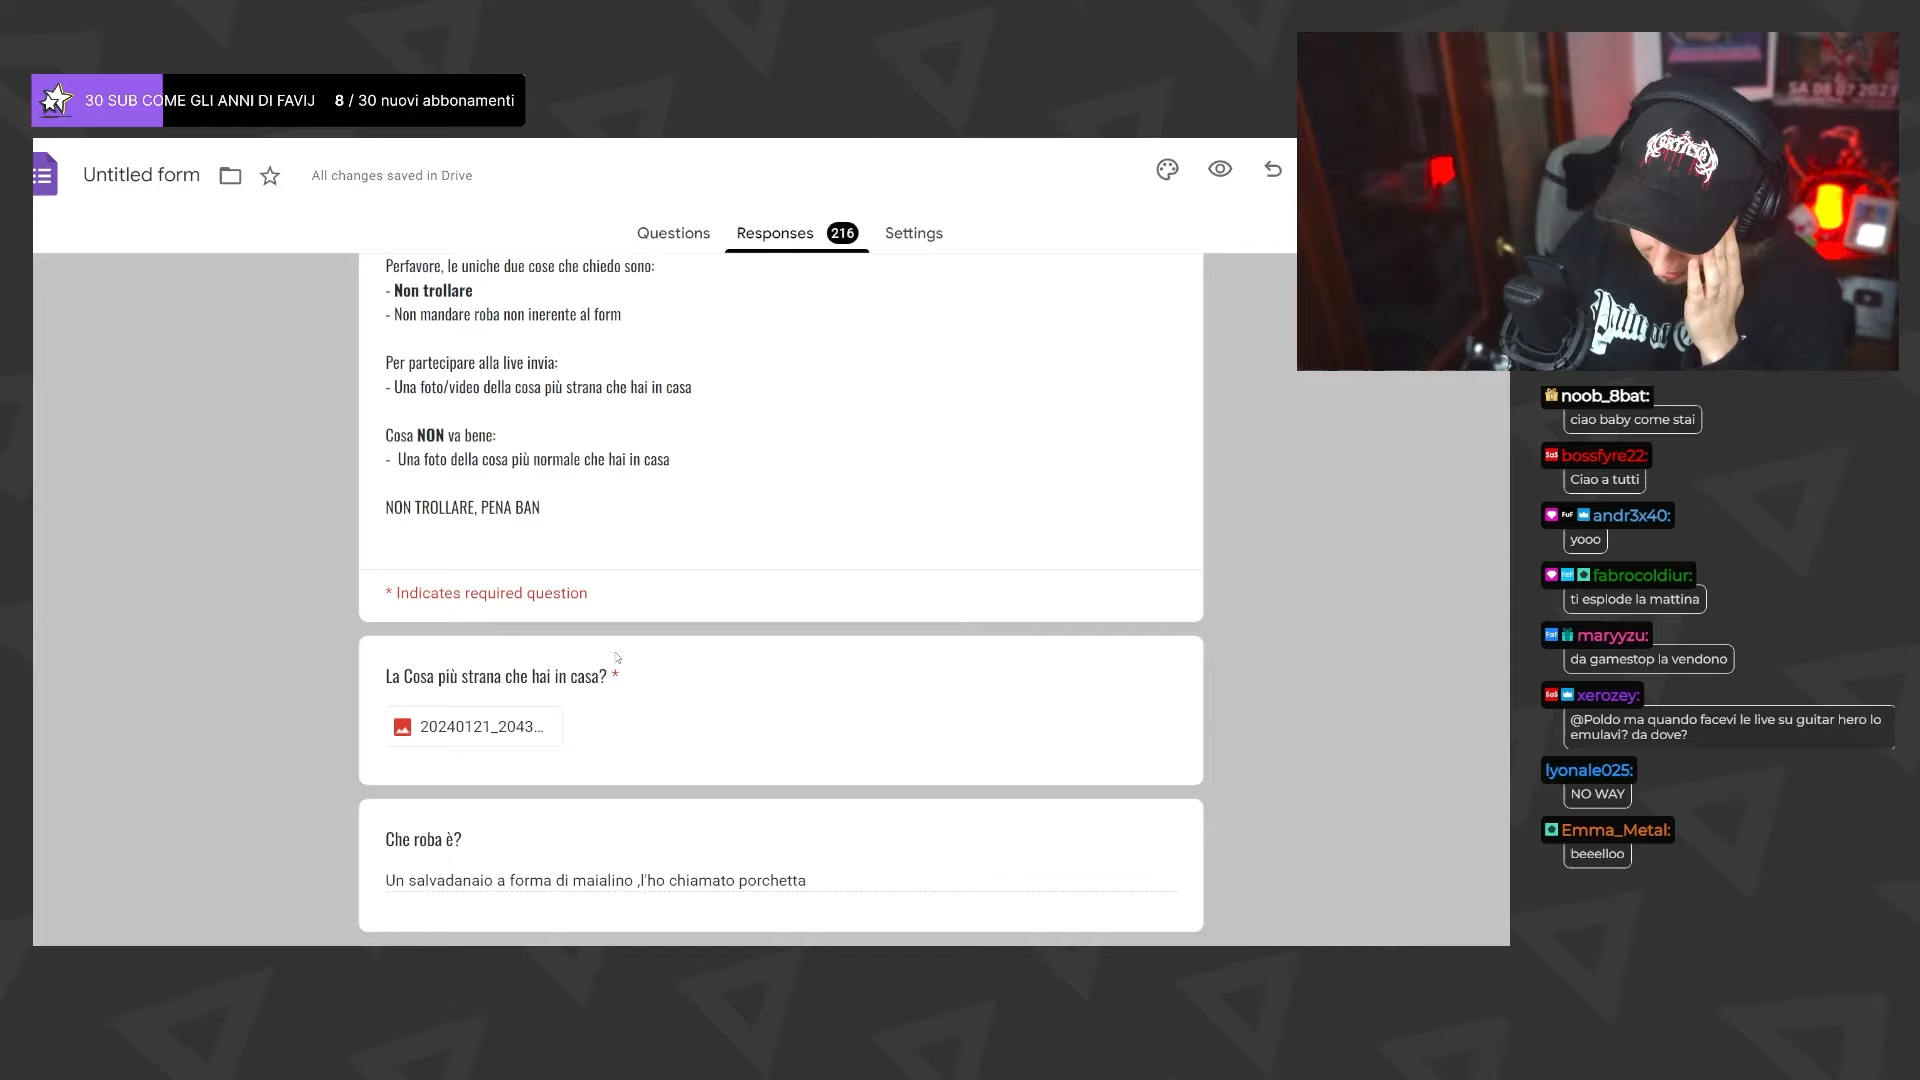 30 SUB COME GLI ANNI DI FAVIJ 8 / 30 nuovi abbonamenti
Untitled form
All changes saved in Drive
Questions Responses 216 Settings
Perfavore, le uniche due cose che chiedo sono:
- Non trollare
- Non mandare roba non inerente al form
Per partecipare alla live invia:
- Una foto/video della cosa più strana che hai in casa
Cosa NON va bene:
- Una foto della cosa più normale che hai in casa
NON TROLLARE, PENA BAN
* Indicates required question
La Cosa più strana che hai in casa? *
20240121_2043...
Che roba è?
Un salvadanaio a forma di maialino ,l'ho chiamato porchetta
SA 08 07 2023
noob_8bat:
ciao baby come stai
bossfyre22:
Ciao a tutti
andr3x40:
yooo
fabrocoldiur:
ti esplode la mattina
maryyzu:
da gamestop la vendono
xerozey:
@Poldo ma quando facevi le live su guitar hero lo
emulavi? da dove?
lyonale025:
NO WAY
Emma_Metal:
beeelloo